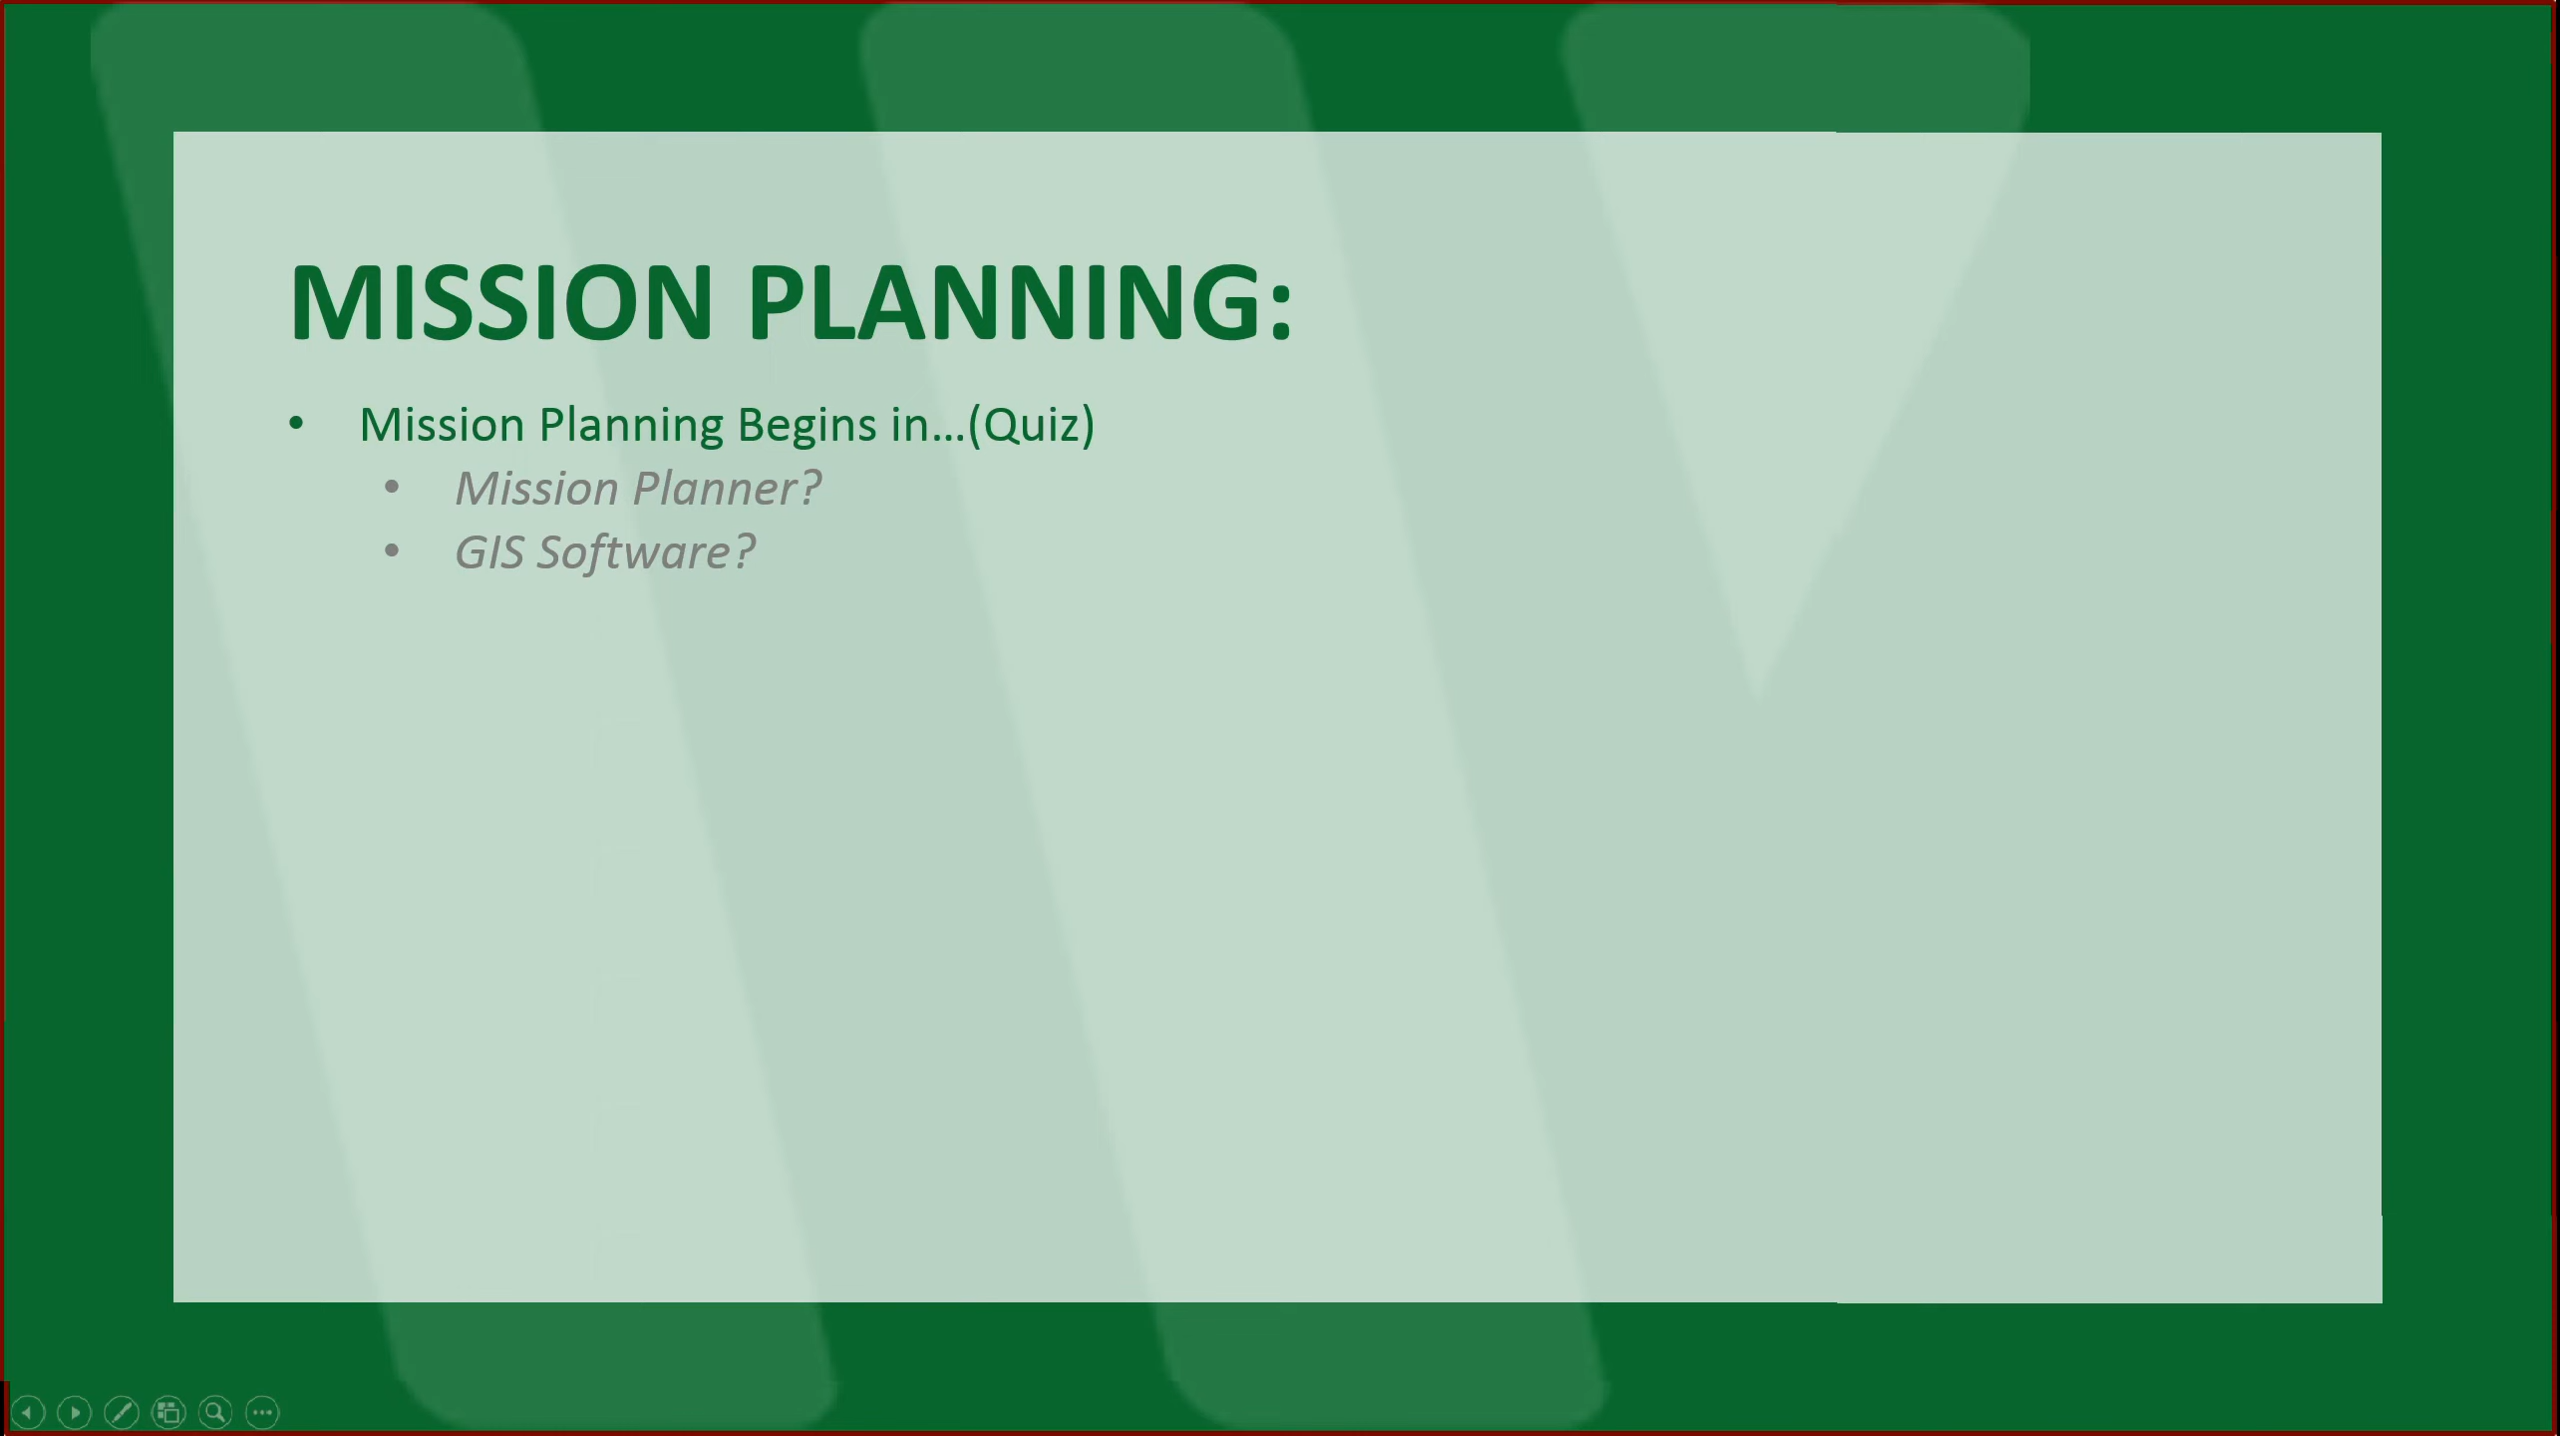 MISSION PLANNING:
• Mission Planning Begins in...(Quiz)
• Mission Planner?
• GIS Software?